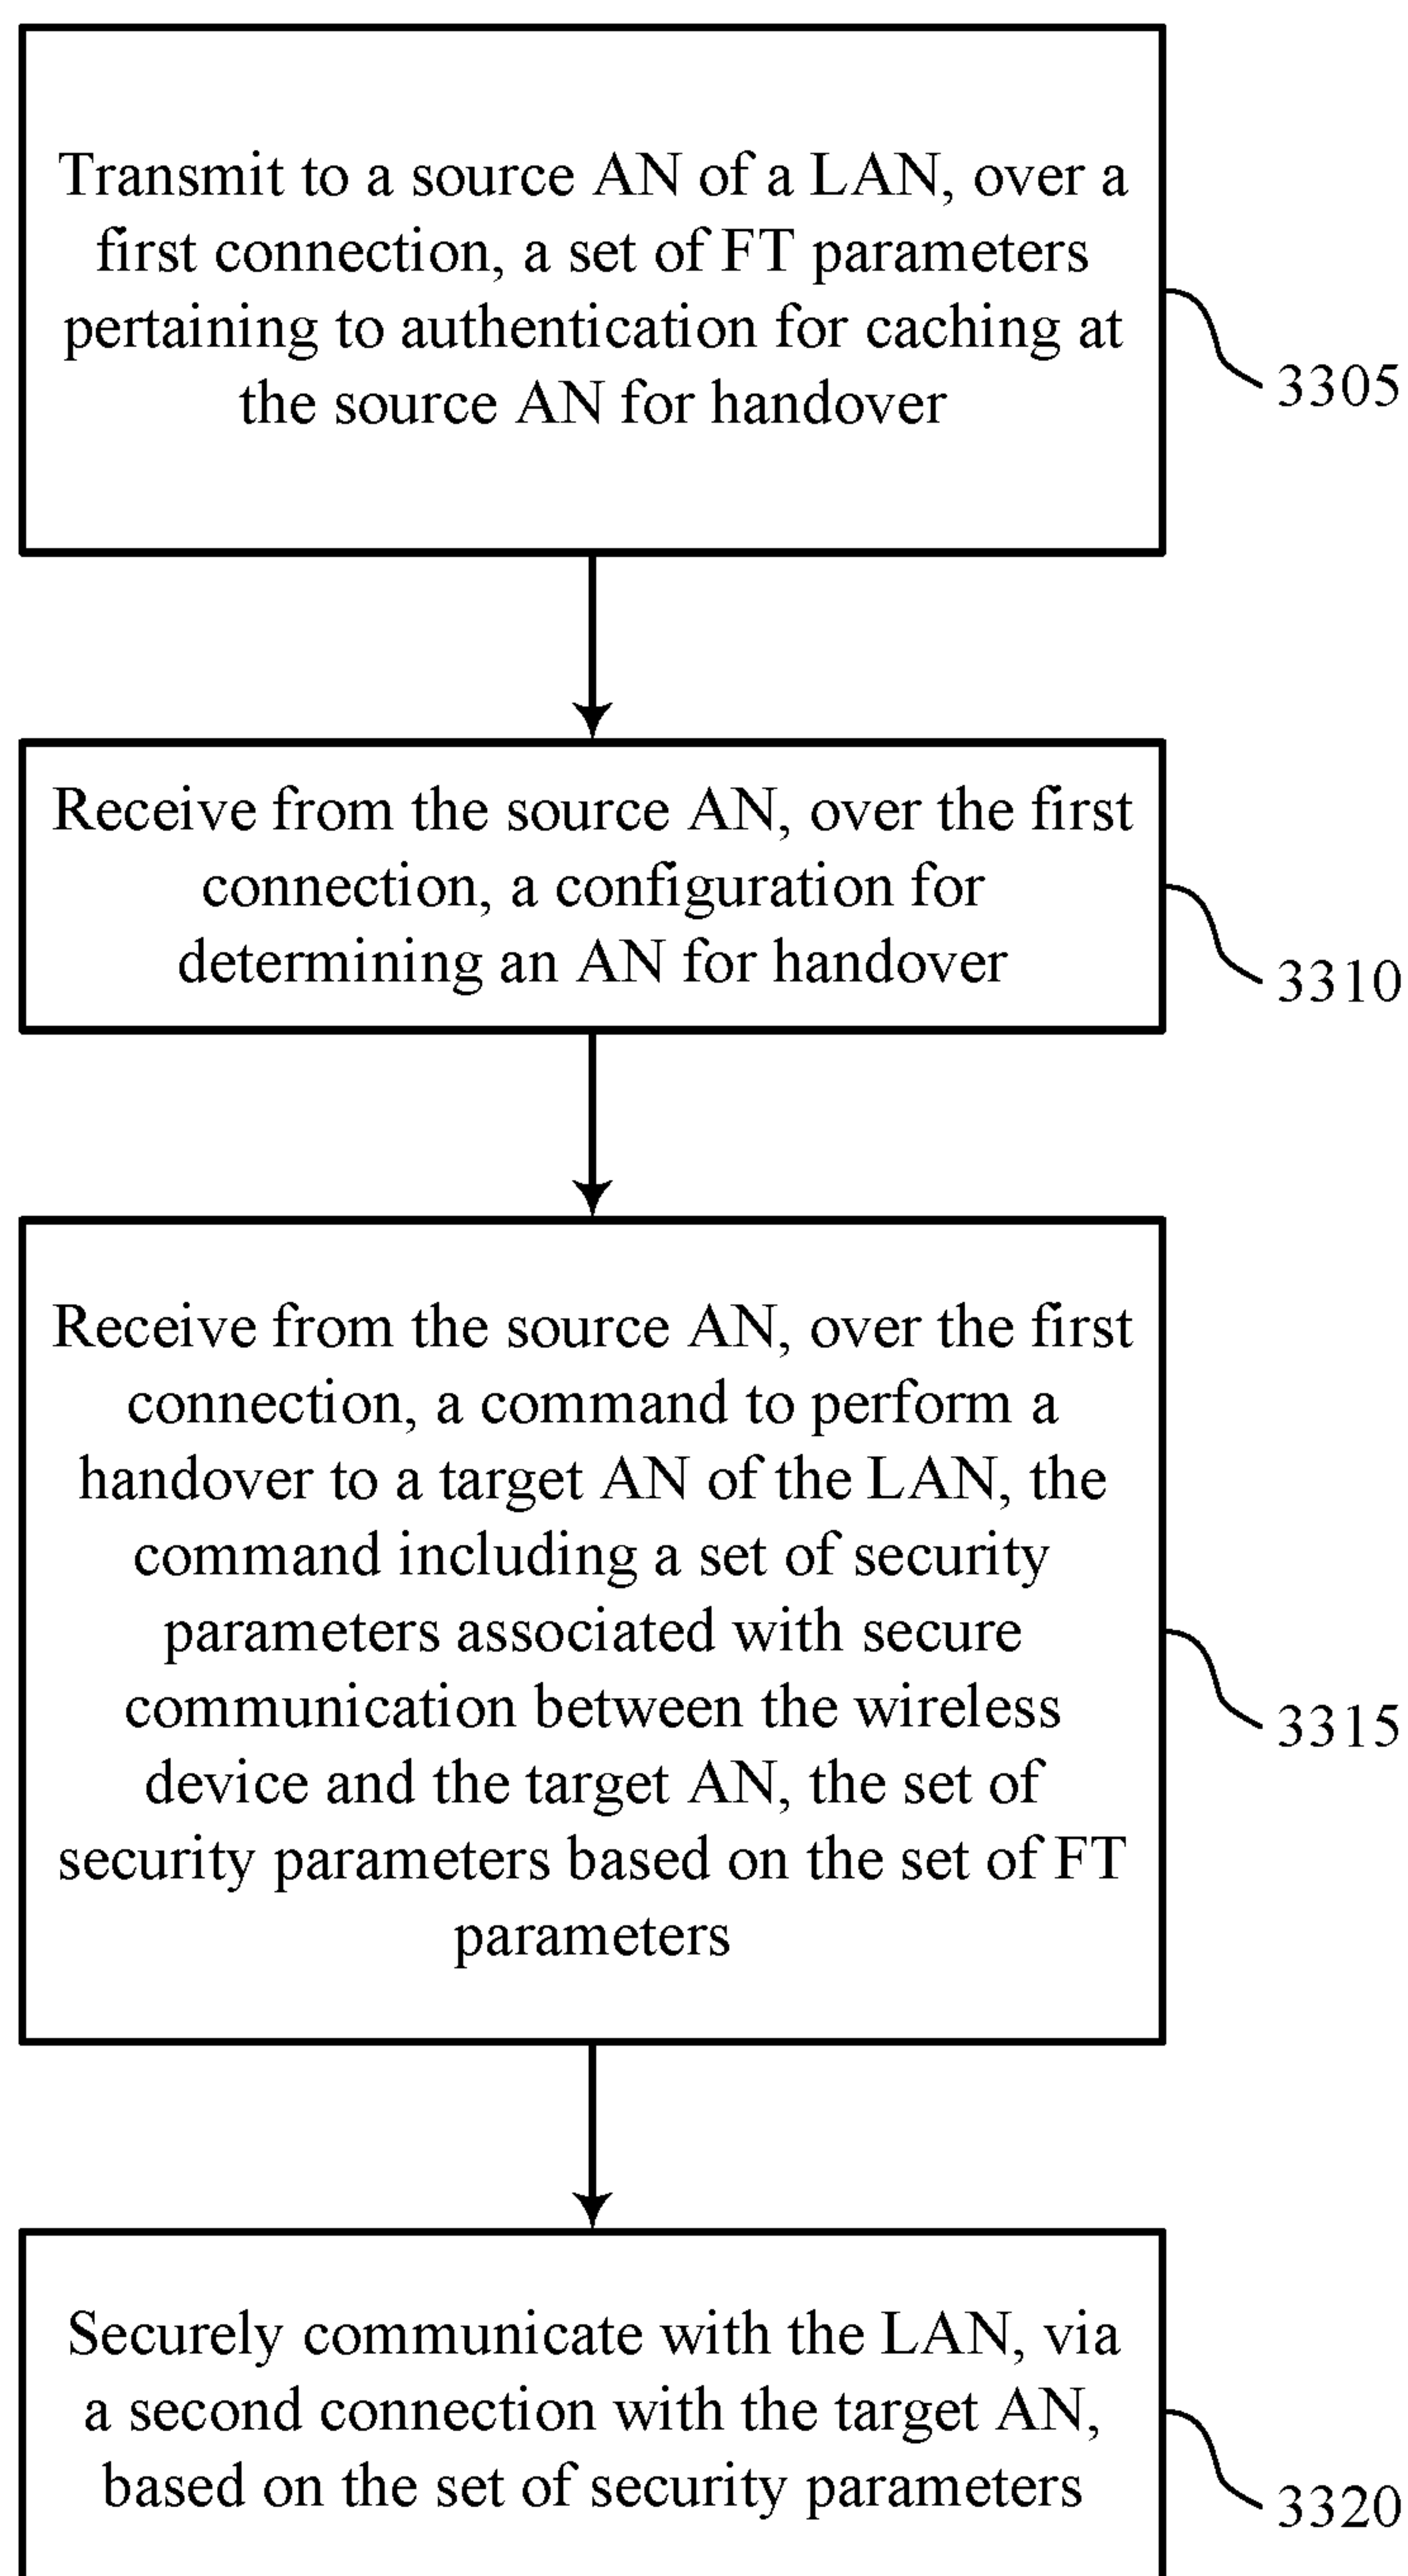 Transmit to a source AN of a LAN, over a
first connection, a set of FT parameters
pertaining to authentication for caching at
the source AN for handover
3305
Receive from the source AN, over the first
connection, a configuration for
determining an AN for handover
3310
Receive from the source AN, over the first
connection, a command to perform a
handover to a target AN of the LAN, the
command including a set of security
parameters associated with secure
communication between the wireless
device and the target AN, the set of
security parameters based on the set of FT
parameters
3315
Securely communicate with the LAN, via
a second connection with the target AN,
based on the set of security parameters
3320